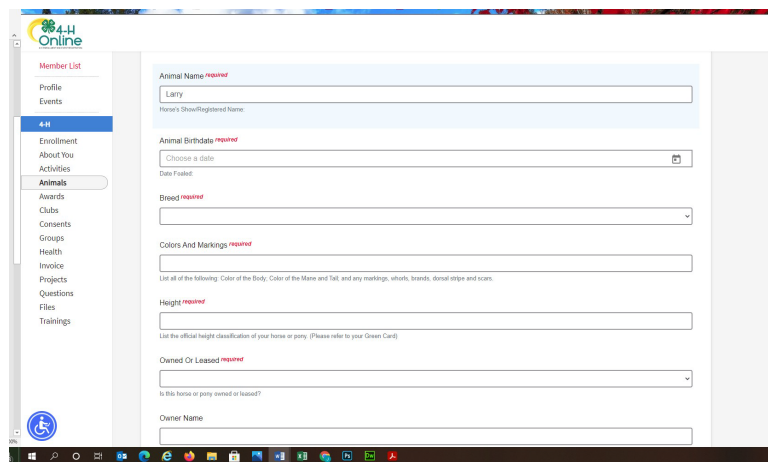 4-H
Online
Member List
Profile
Events
4-H
Enrollment
About You
Activities
Animals
Awards
Clubs
Consents
Groups
Health
Invoice
Projects
Questions
Files
Trainings
Animal Name required
Larry
Horse's Show/Registered Name:
Animal Birthdate required
Choose a date
Date Foaled:
Breed required
Colors And Markings required
List all of the following: Color of the Body, Color of the Mane and Tail; and any markings, whorls, brands, dorsal stripe and scars.
Height required
List the official height classification of your horse or pony. (Please refer to your Green Card)
Owned Or Leased required
Is this horse or pony owned or leased?
Owner Name